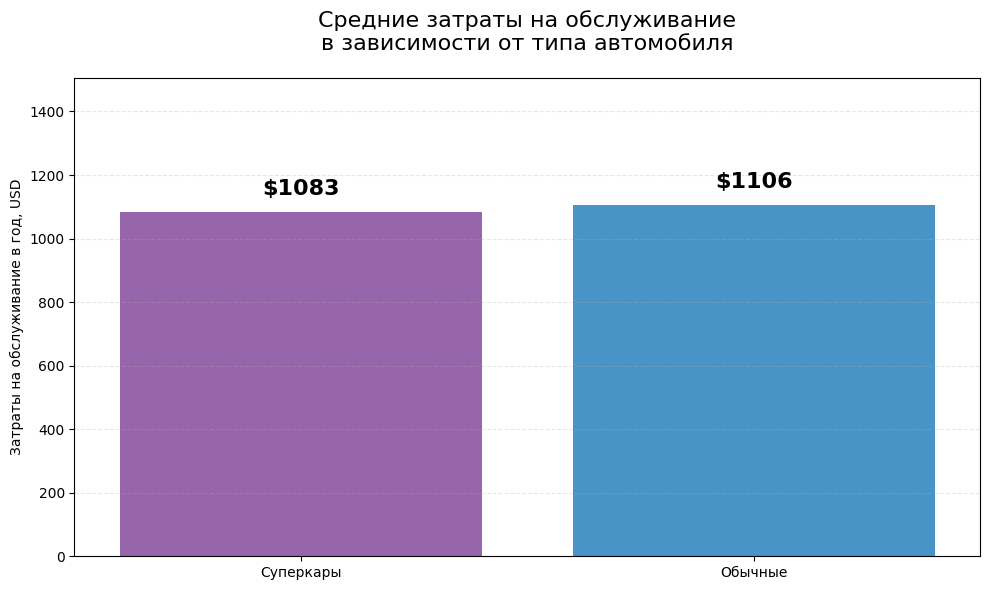 Средние затраты на обслуживание
в зависимости от типа автомобиля
Затраты на обслуживание в год, USD
1400
1200
1000
800
600
400
200
0
$1083
$1106
Суперкары
Обычные